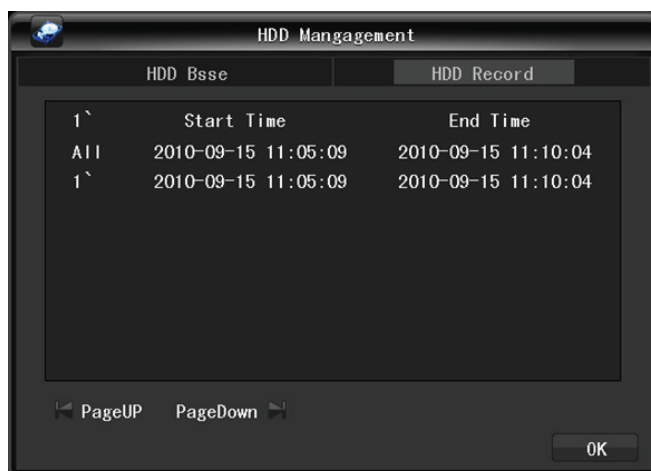 HDD Mangagement
HDD Bsse HDD Record
1` Start Time End Time
All 2010-09-15 11:05:09 2010-09-15 11:10:04
1` 2010-09-15 11:05:09 2010-09-15 11:10:04
PageUP PageDown
OK